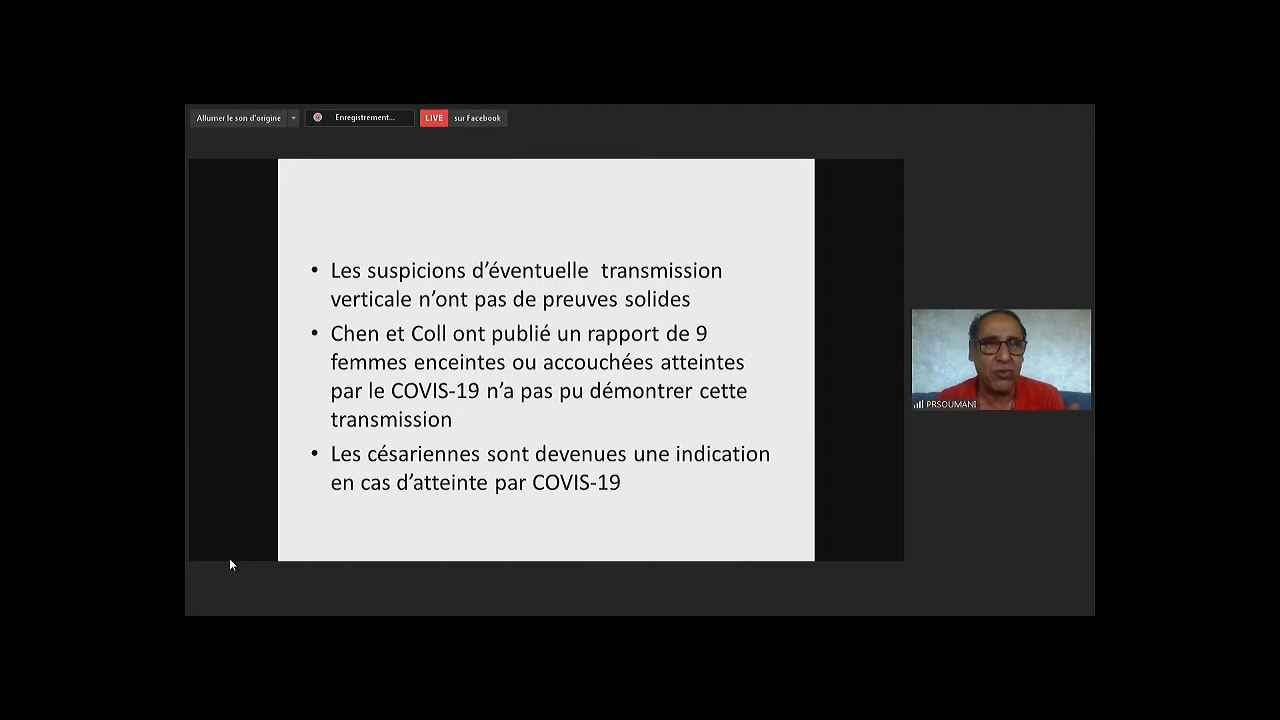 Allumer le son d'origine
Enregistrement...
LIVE sur Facebook
• Les suspicions d’éventuelle transmission
verticale n’ont pas de preuves solides
• Chen et Coll ont publié un rapport de 9
femmes enceintes ou accouchées atteintes
par le COVIS-19 n’a pas pu démontrer cette
transmission
• Les césariennes sont devenues une indication
en cas d’atteinte par COVIS-19
PRSOUMANI